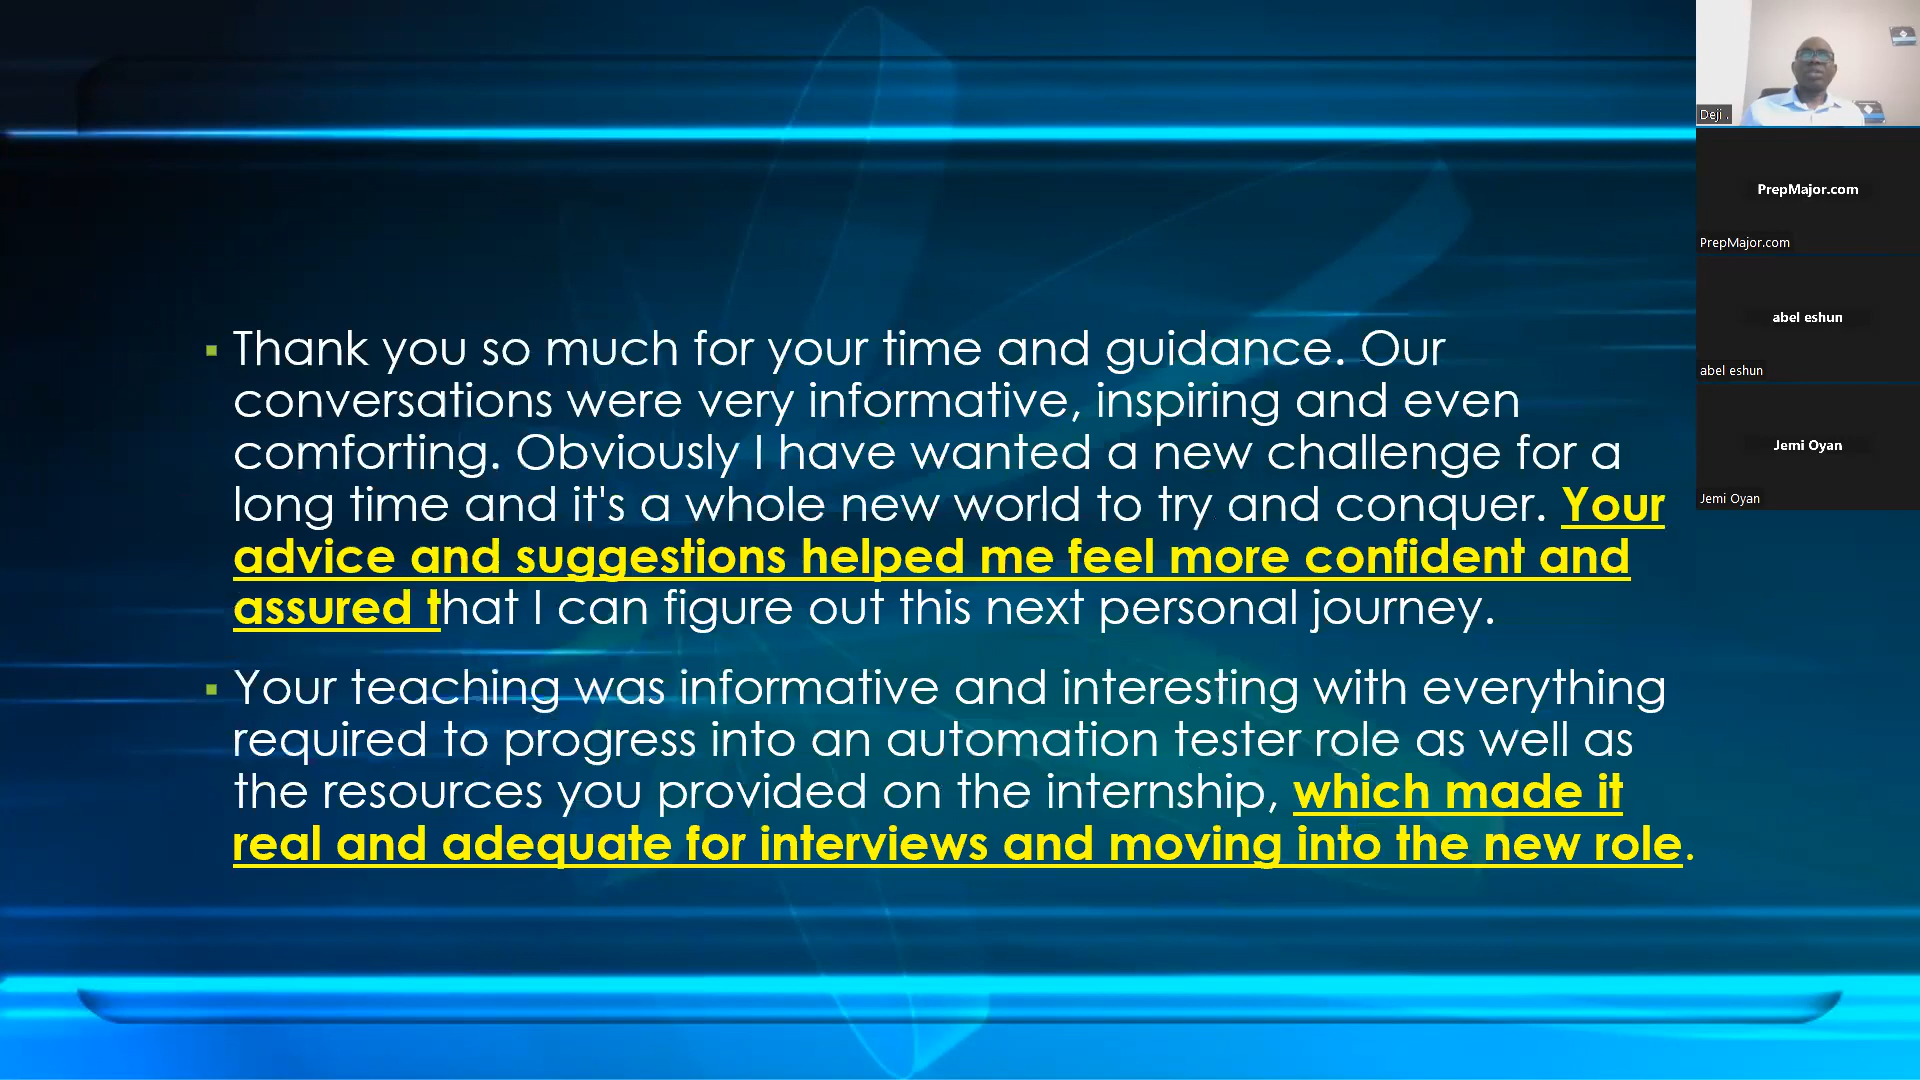 Thank you so much for your time and guidance. Our
conversations were very informative, inspiring and even
comforting. Obviously I have wanted a new challenge for a
long time and it's a whole new world to try and conquer. Your
advice and suggestions helped me feel more confident and
assured that I can figure out this next personal journey.
Your teaching was informative and interesting with everything
required to progress into an automation tester role as well as
the resources you provided on the internship, which made it
real and adequate for interviews and moving into the new role.
Deji .
PrepMajor.com
PrepMajor.com
abel eshun
abel eshun
Jemi Oyan
Jemi Oyan